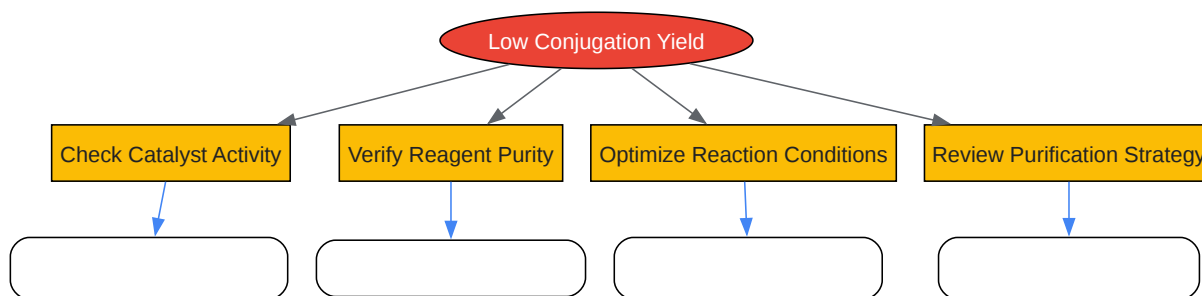 Low Conjugation Yield
Check Catalyst Activity
Verify Reagent Purity
Optimize Reaction Conditions
Review Purification Strategy